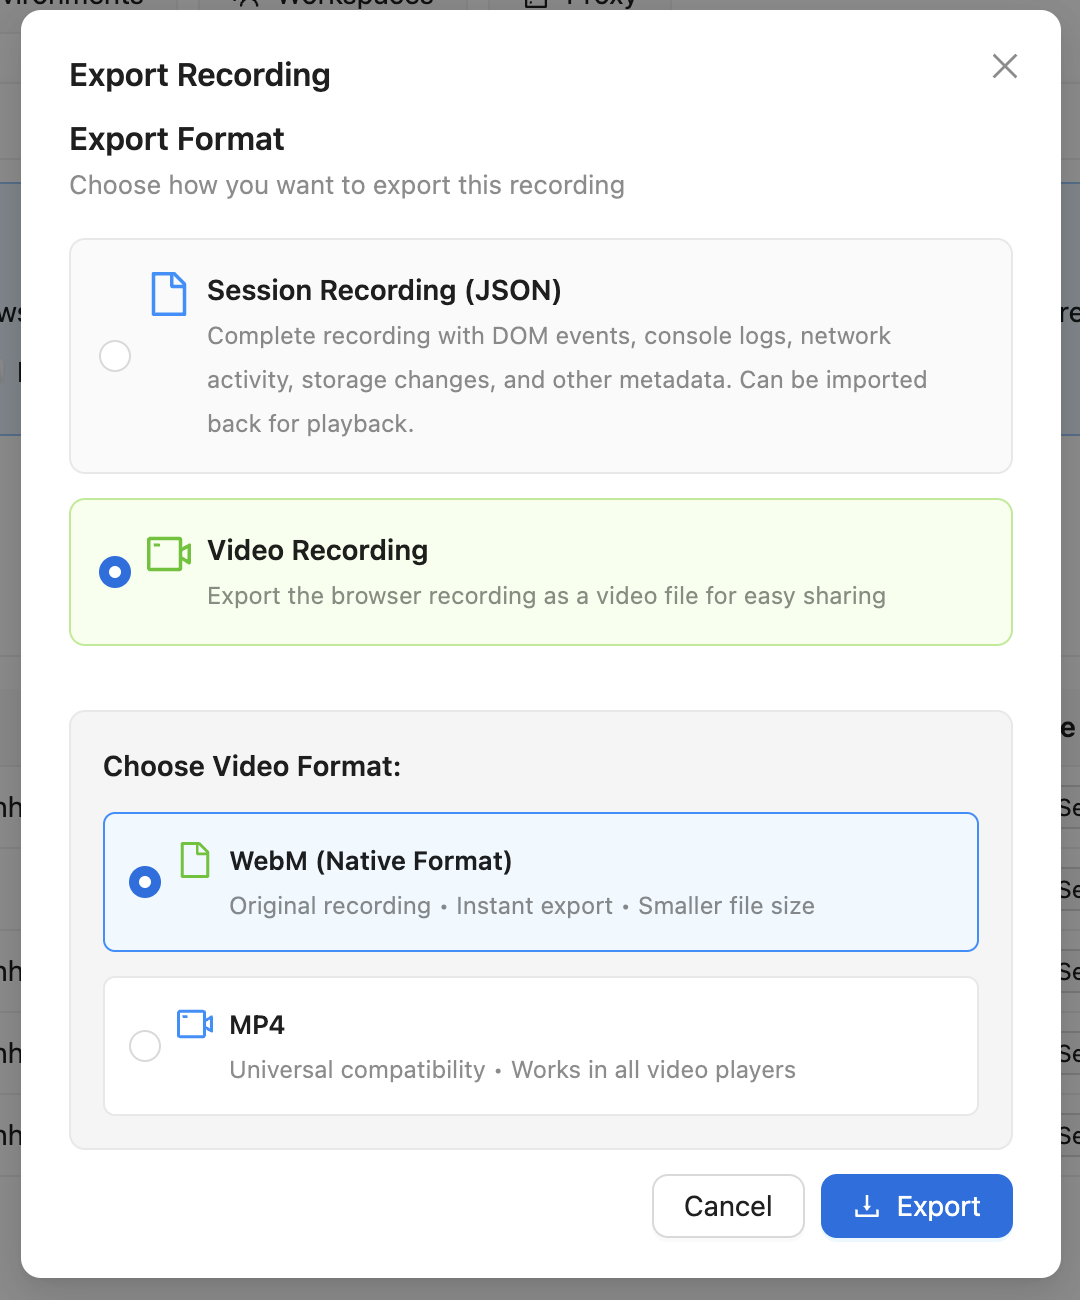 Workspaces
Proxy
Export Recording
Export Format
Choose how you want to export this recording
Session Recording (JSON)
Complete recording with DOM events, console logs, network
activity, storage changes, and other metadata. Can be imported
back for playback.
Video Recording
Export the browser recording as a video file for easy sharing
Choose Video Format:
WebM (Native Format)
Original recording • Instant export • Smaller file size
MP4
Universal compatibility • Works in all video players
Cancel
Export